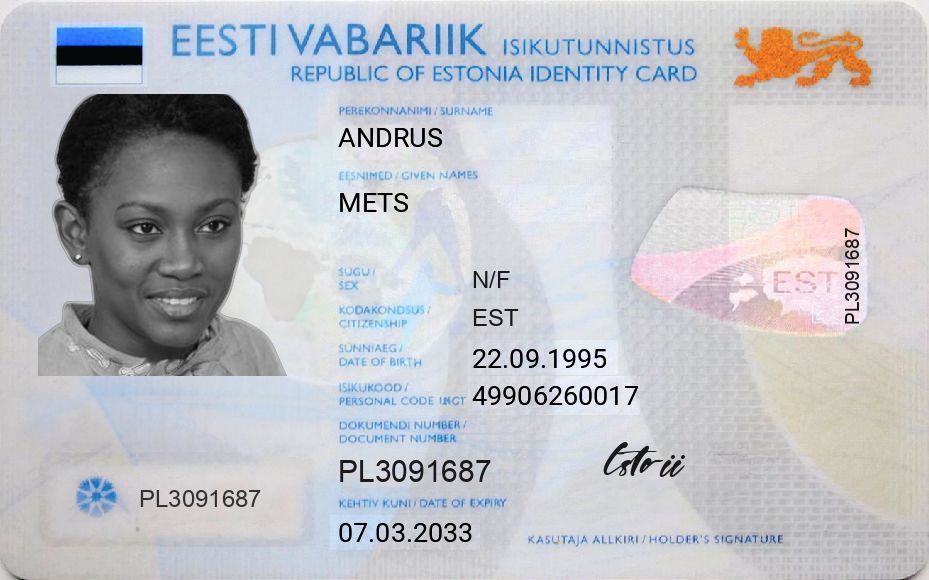 EESTI VABARIIK ISIKUTUNNISTUS
REPUBLIC OF ESTONIA IDENTITY CARD
PEREKONNANIMI / SURNAME
ANDRUS
EESNIMED / GIVEN NAMES
METS
SUGU /
SEX
N/F
KODAKONDSUS /
CITIZENSHIP
EST
SÜNNIAEG /
DATE OF BIRTH
22.09.1995
ISIKUKOOD /
PERSONAL CODE
49906260017
DOKUMENDI NUMBER /
DOCUMENT NUMBER
PL3091687
KEHTIV KUNI / DATE OF EXPIRY
07.03.2033
KASUTAJA ALLKIRI / HOLDER'S SIGNATURE
PL3091687
EST
PL3091687